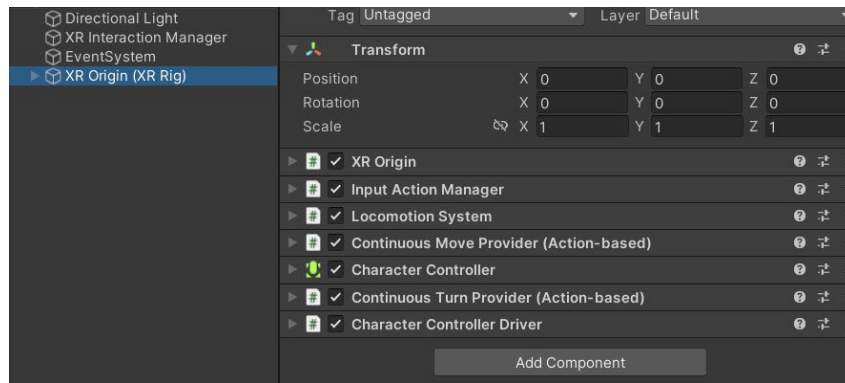 Directional Light
XR Interaction Manager
EventSystem
XR Origin (XR Rig)
Tag Untagged Layer Default
Transform
Position X 0 Y 0 Z 0
Rotation X 0 Y 0 Z 0
Scale X 1 Y 1 Z 1
XR Origin
Input Action Manager
Locomotion System
Continuous Move Provider (Action-based)
Character Controller
Continuous Turn Provider (Action-based)
Character Controller Driver
Add Component